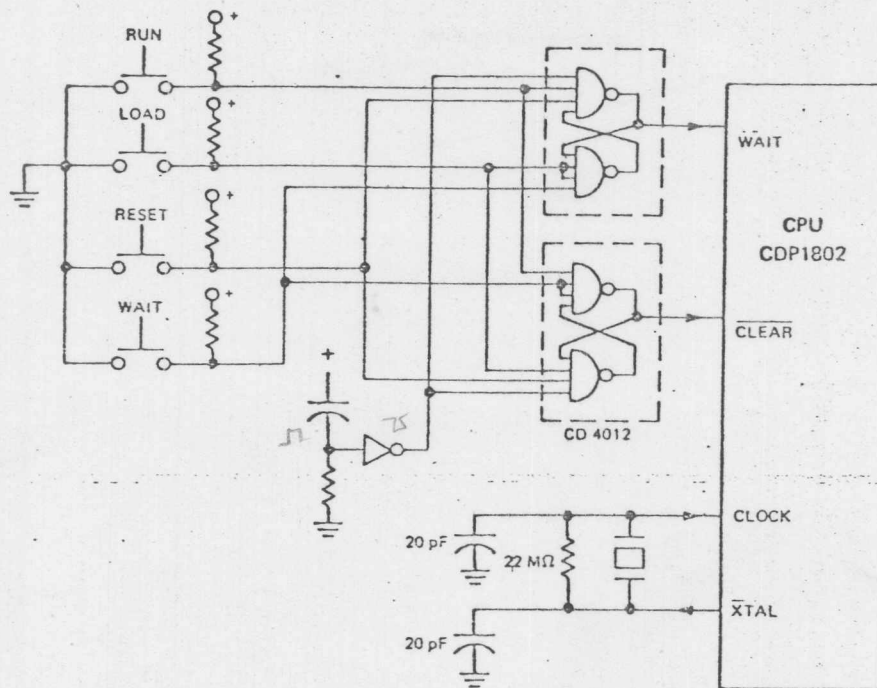 RUN
+
LOAD
+
RESET
+
WAIT
+
+
WAIT
CPU
CDP1802
CLEAR
CD 4012
CLOCK
20 pF
22 MΩ
XTAL
20 pF